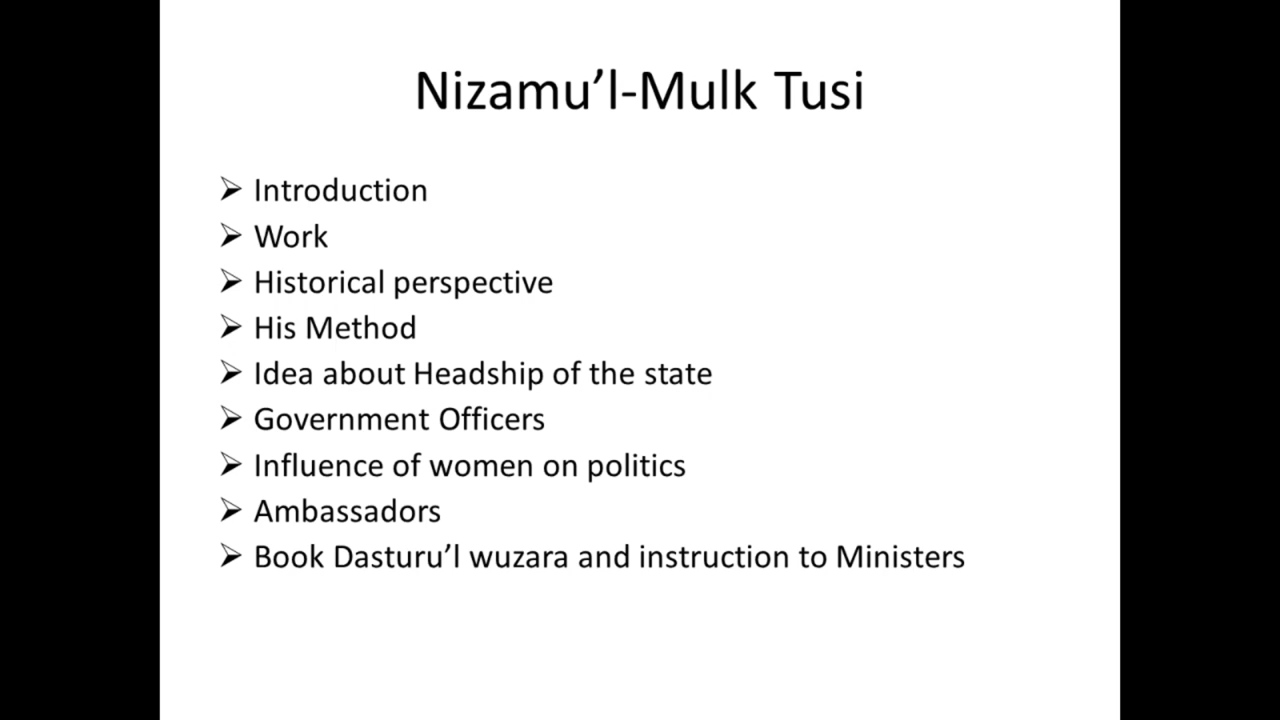 Nizamu’l-Mulk Tusi
➢ Introduction
➢ Work
➢ Historical perspective
➢ His Method
➢ Idea about Headship of the state
➢ Government Officers
➢ Influence of women on politics
➢ Ambassadors
➢ Book Dasturu’l wuzara and instruction to Ministers